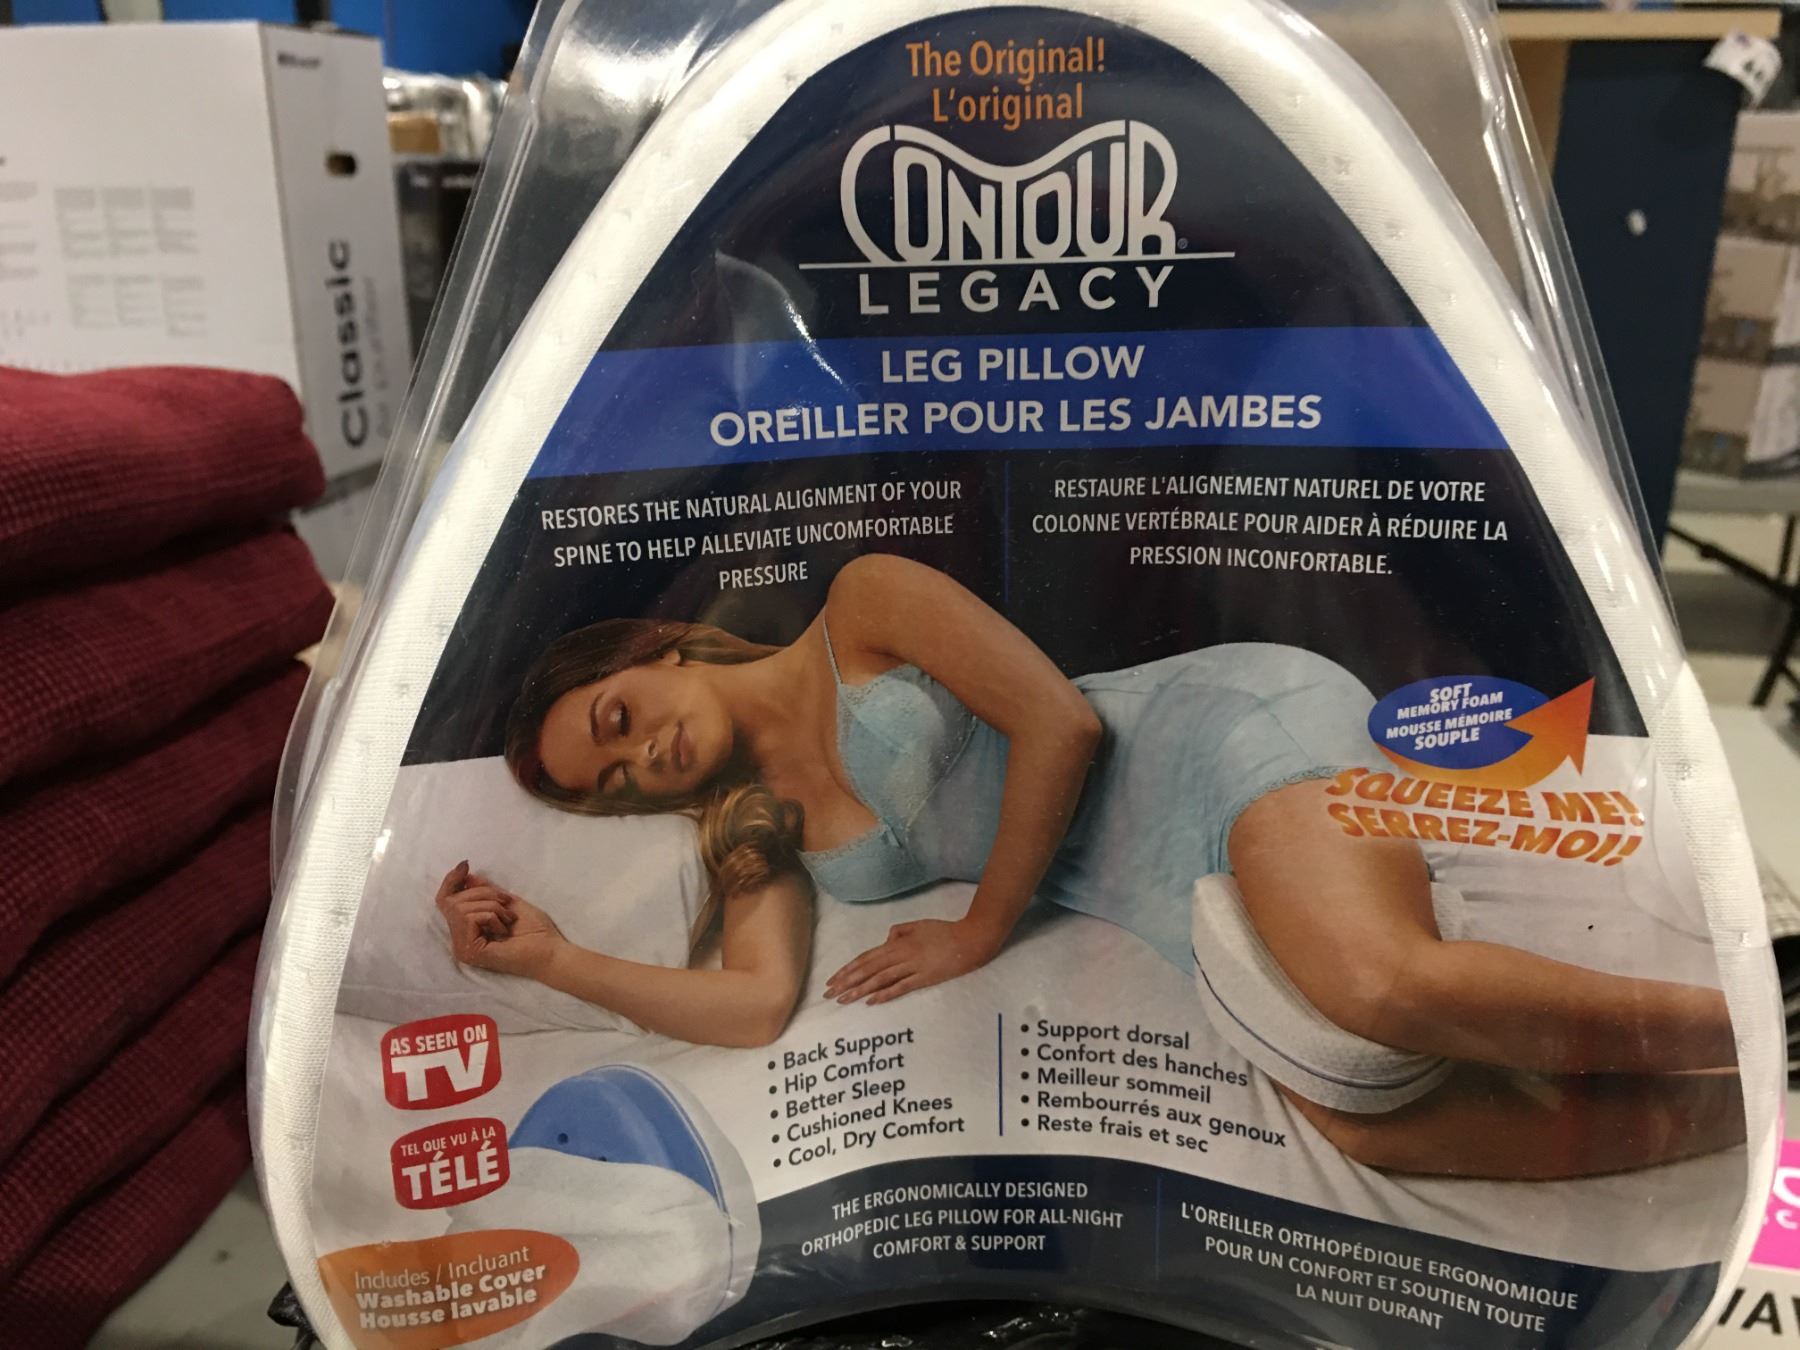 The Original!
L'original
CONTOUR®
LEGACY
LEG PILLOW
OREILLER POUR LES JAMBES
RESTORES THE NATURAL ALIGNMENT OF YOUR
SPINE TO HELP ALLEVIATE UNCOMFORTABLE
PRESSURE
RESTAURE L'ALIGNEMENT NATUREL DE VOTRE
COLONNE VERTÉBRALE POUR AIDER À RÉDUIRE LA
PRESSION INCONFORTABLE.
SOFT
MEMORY FOAM
MOUSSE MÉMOIRE
SOUPLE
SQUEEZE ME!
SERREZ-MOI!
AS SEEN ON
TV
TEL QUE VU À LA
TÉLÉ
• Back Support
• Hip Comfort
• Better Sleep
• Cushioned Knees
• Cool, Dry Comfort
• Support dorsal
• Confort des hanches
• Meilleur sommeil
• Rembourrés aux genoux
• Reste frais et sec
Includes / Incluant
Washable Cover
Housse lavable
THE ERGONOMICALLY DESIGNED
ORTHOPEDIC LEG PILLOW FOR ALL-NIGHT
COMFORT & SUPPORT
L'OREILLER ORTHOPÉDIQUE ERGONOMIQUE
POUR UN CONFORT ET SOUTIEN TOUTE
LA NUIT DURANT
Classic